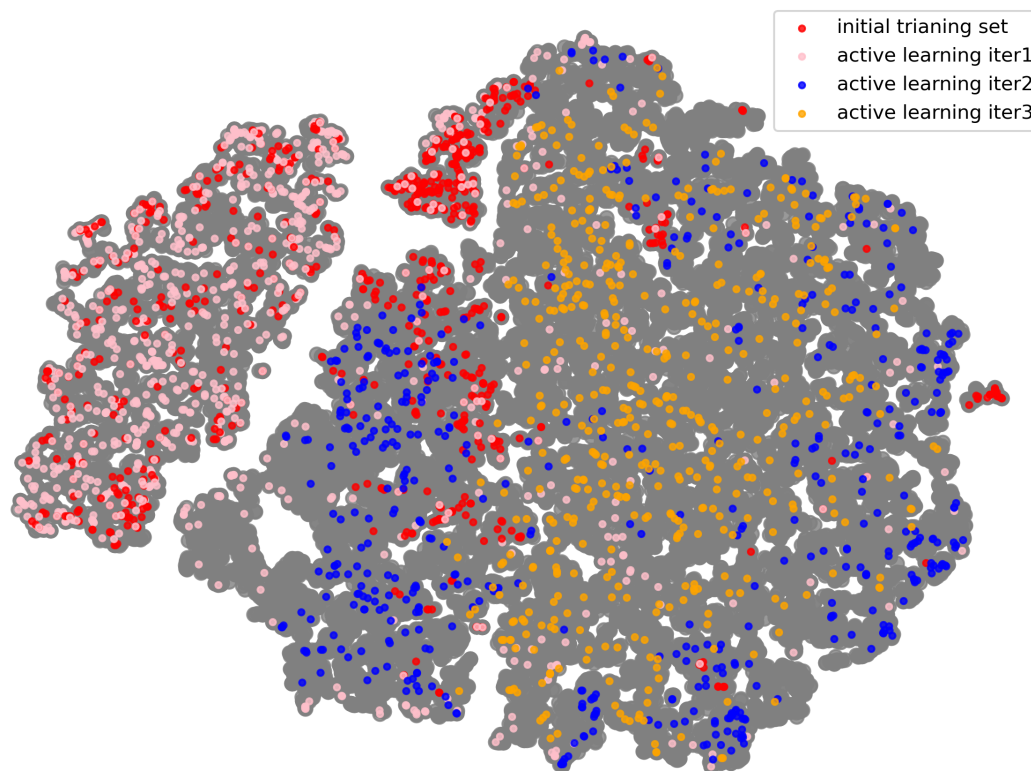 initial trianing set
active learning iter1
active learning iter2
active learning iter3